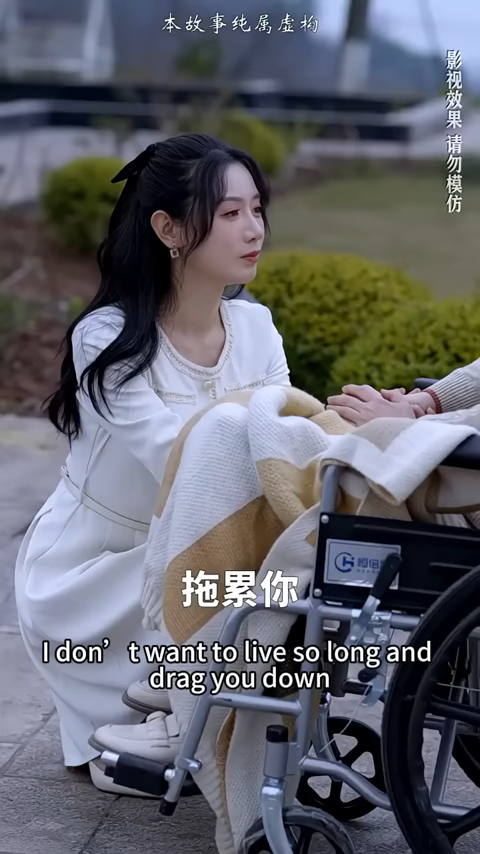 本故事纯属虚构
影视效果 请勿模仿
拖累你
I don't want to live so long and
drag you down